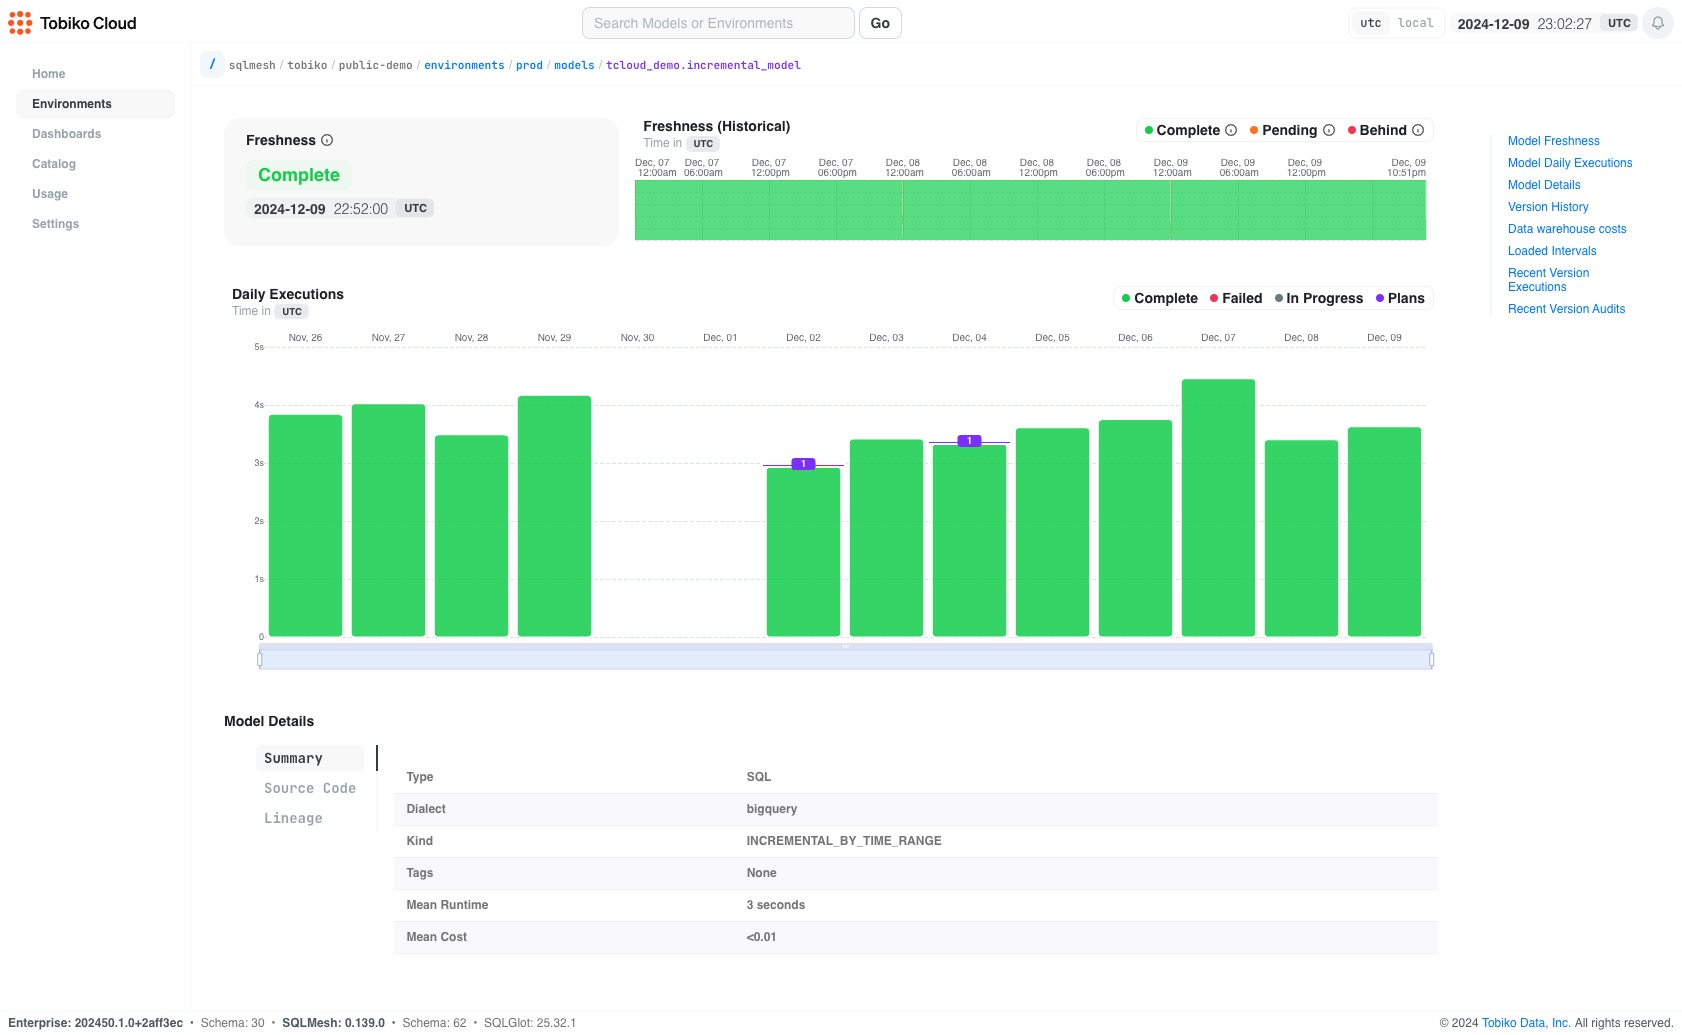 Tobiko Cloud
Search Models or Environments
Go
utc local
2024-12-09 23:02:27 UTC
Home
Environments
Dashboards
Catalog
Usage
Settings
/ sqlmesh / tobiko / public-demo / environments / prod / models / tcloud_demo.incremental_model
Freshness
Complete
2024-12-09 22:52:00 UTC
Freshness (Historical)
Time in UTC
Complete Pending Behind
Dec, 07 Dec, 07 Dec, 07 Dec, 07 Dec, 08 Dec, 08 Dec, 08 Dec, 08 Dec, 09 Dec, 09 Dec, 09 Dec, 09
12:00am 06:00am 12:00pm 06:00pm 12:00am 06:00am 12:00pm 06:00pm 12:00am 06:00am 12:00pm 10:51pm
Model Freshness
Model Daily Executions
Model Details
Version History
Data warehouse costs
Loaded Intervals
Recent Version
Executions
Recent Version Audits
Daily Executions
Time in UTC
Complete Failed In Progress Plans
Nov, 26 Nov, 27 Nov, 28 Nov, 29 Nov, 30 Dec, 01 Dec, 02 Dec, 03 Dec, 04 Dec, 05 Dec, 06 Dec, 07 Dec, 08 Dec, 09
5s
4s
1
3s
1
2s
1s
0
Model Details
Summary
Source Code
Lineage
Type SQL
Dialect bigquery
Kind INCREMENTAL_BY_TIME_RANGE
Tags None
Mean Runtime 3 seconds
Mean Cost <0.01
Enterprise: 202450.1.0+2aff3ec • Schema: 30 • SQLMesh: 0.139.0 • Schema: 62 • SQLGlot: 25.32.1
© 2024 Tobiko Data, Inc. All rights reserved.